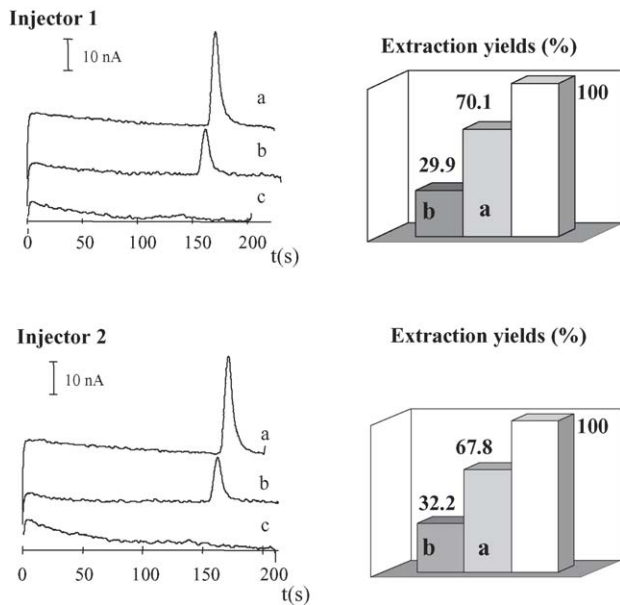 Injector 1
10 nA
a
b
c
0 50 100 150 200
t(s)
Extraction yields (%)
100
70.1
29.9
b a
Injector 2
10 nA
a
b
c
0 50 100 150 200
t(s)
Extraction yields (%)
100
67.8
32.2
b a